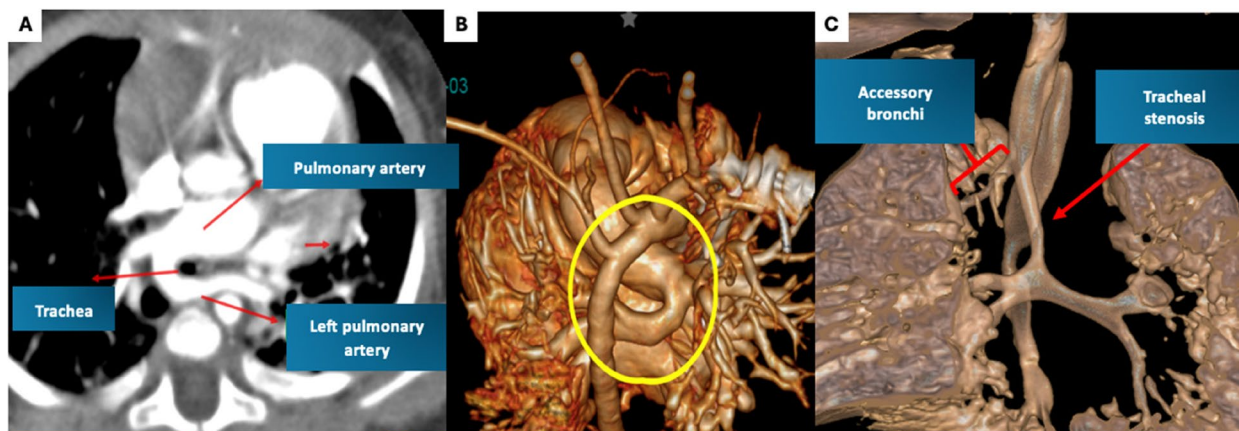 A
B
C
-03
Pulmonary artery
Trachea
Left pulmonary
artery
Accessory
bronchi
Tracheal
stenosis